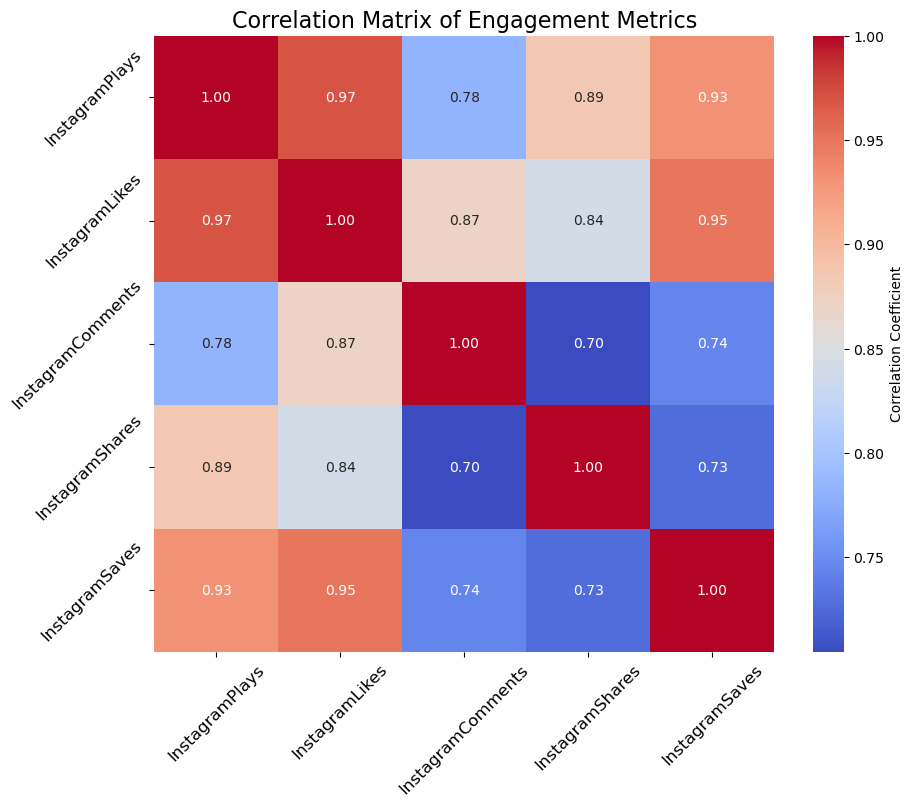 Correlation Matrix of Engagement Metrics
InstagramPlays
1.00 0.97 0.78 0.89 0.93
InstagramLikes
0.97 1.00 0.87 0.84 0.95
InstagramComments
0.78 0.87 1.00 0.70 0.74
InstagramShares
0.89 0.84 0.70 1.00 0.73
InstagramSaves
0.93 0.95 0.74 0.73 1.00
InstagramPlays
InstagramLikes
InstagramComments
InstagramShares
InstagramSaves
1.00
0.95
0.90
0.85
0.80
0.75
Correlation Coefficient